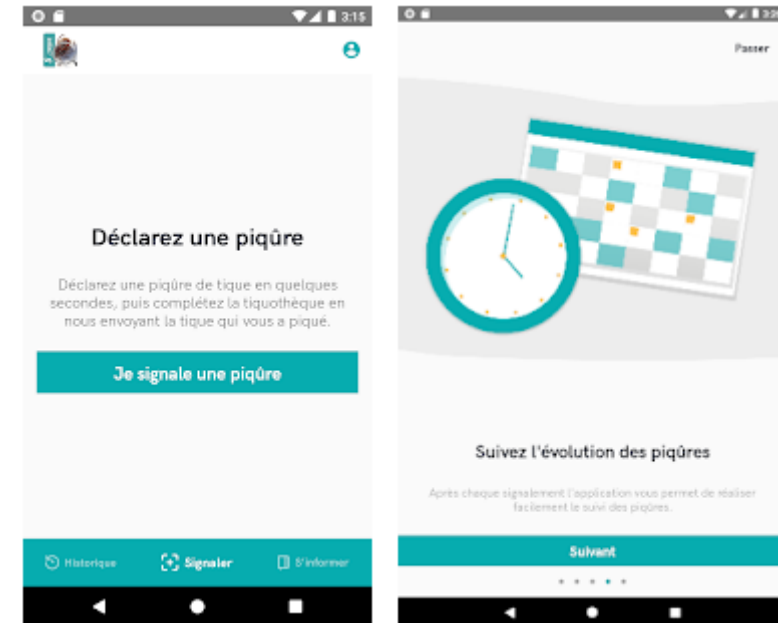 3:15
Déclarez une piqûre
Déclarez une piqûre de tique en quelques
secondes, puis complétez la tiquothèque en
nous envoyant la tique qui vous a piqué.
Je signale une piqûre
Historique
Signaler
S'informer
Passer
Suivez l'évolution des piqûres
Après chaque signalement l'application vous permet de réaliser
facilement le suivi des piqûres.
Suivant